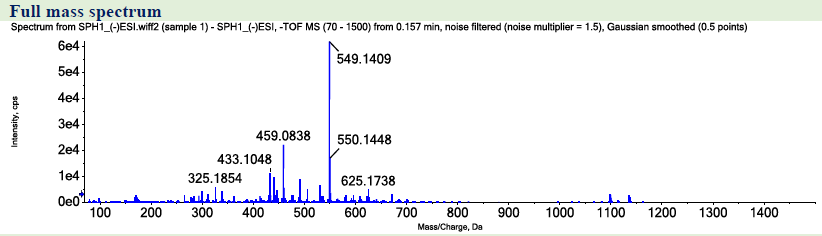 Full mass spectrum
Spectrum from SPH1_(-)ESI.wiff2 (sample 1) - SPH1_(-)ESI, -TOF MS (70 - 1500) from 0.157 min, noise filtered (noise multiplier = 1.5), Gaussian smoothed (0.5 points)
6e4
549.1409
5e4
4e4
3e4
459.0838
550.1448
2e4
433.1048
1e4
325.1854
625.1738
0e0
100 200 300 400 500 600 700 800 900 1000 1100 1200 1300 1400
Intensity, cps
Mass/Charge, Da